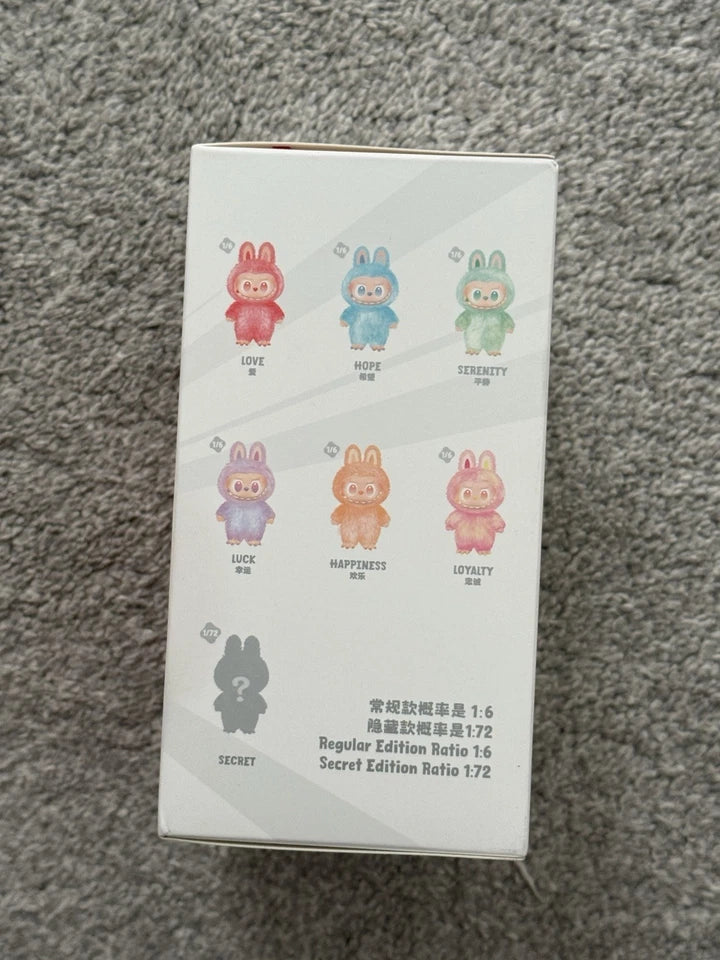 1/6
1/6
1/6
LOVE
爱
HOPE
希望
SERENITY
平静
1/6
1/6
1/6
LUCK
幸运
HAPPINESS
欢乐
LOYALTY
忠诚
1/72
?
SECRET
常规款概率是 1:6
隐藏款概率是1:72
Regular Edition Ratio 1:6
Secret Edition Ratio 1:72